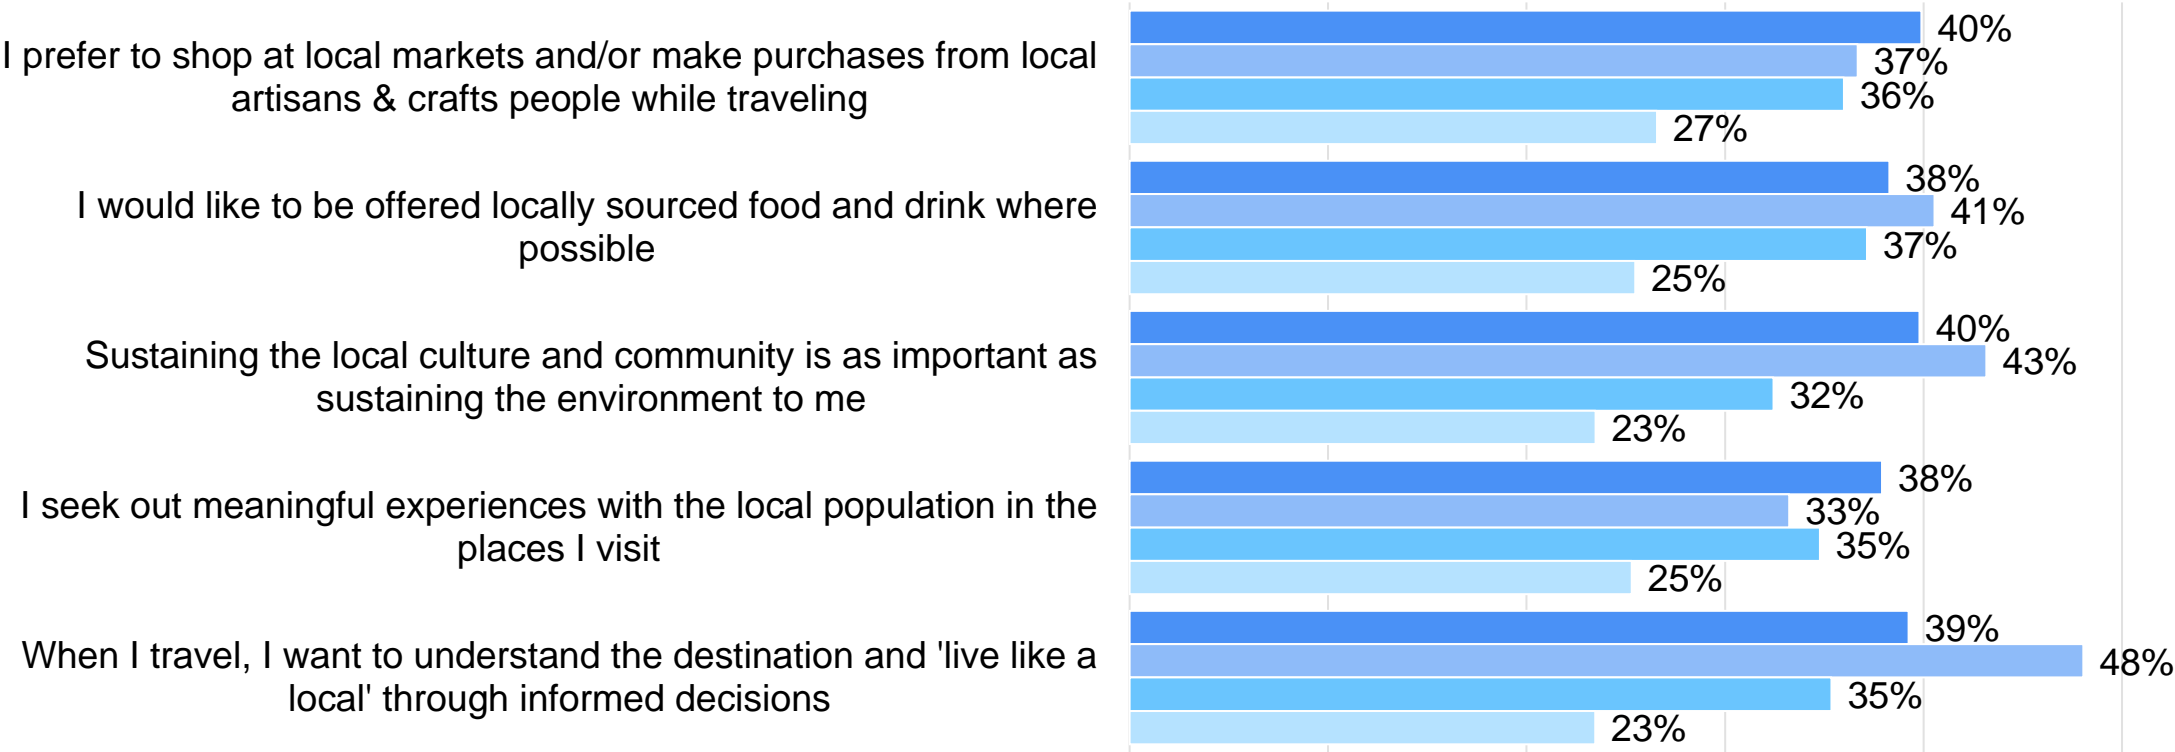 I prefer to shop at local markets and/or make purchases from local
artisans & crafts people while traveling
40%
37%
36%
27%
I would like to be offered locally sourced food and drink where
possible
38%
41%
37%
25%
Sustaining the local culture and community is as important as
sustaining the environment to me
40%
43%
32%
23%
I seek out meaningful experiences with the local population in the
places I visit
38%
33%
35%
25%
When I travel, I want to understand the destination and 'live like a
local' through informed decisions
39%
48%
35%
23%